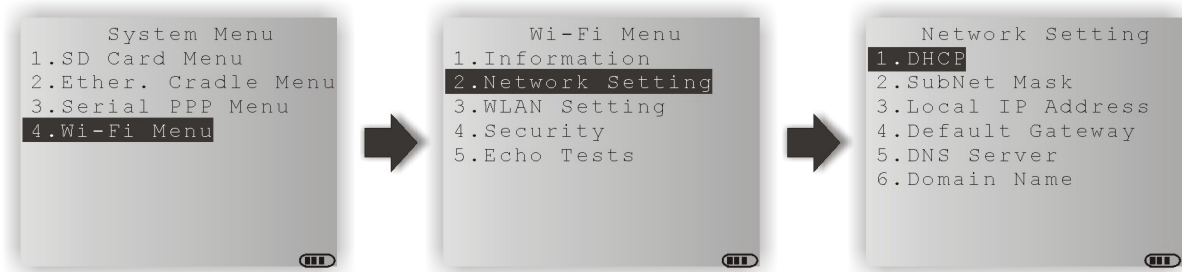 System Menu
1.SD Card Menu
2.Ether. Cradle Menu
3.Serial PPP Menu
4.Wi-Fi Menu
Wi-Fi Menu
1.Information
2.Network Setting
3.WLAN Setting
4.Security
5.Echo Tests
Network Setting
1.DHCP
2.SubNet Mask
3.Local IP Address
4.Default Gateway
5.DNS Server
6.Domain Name